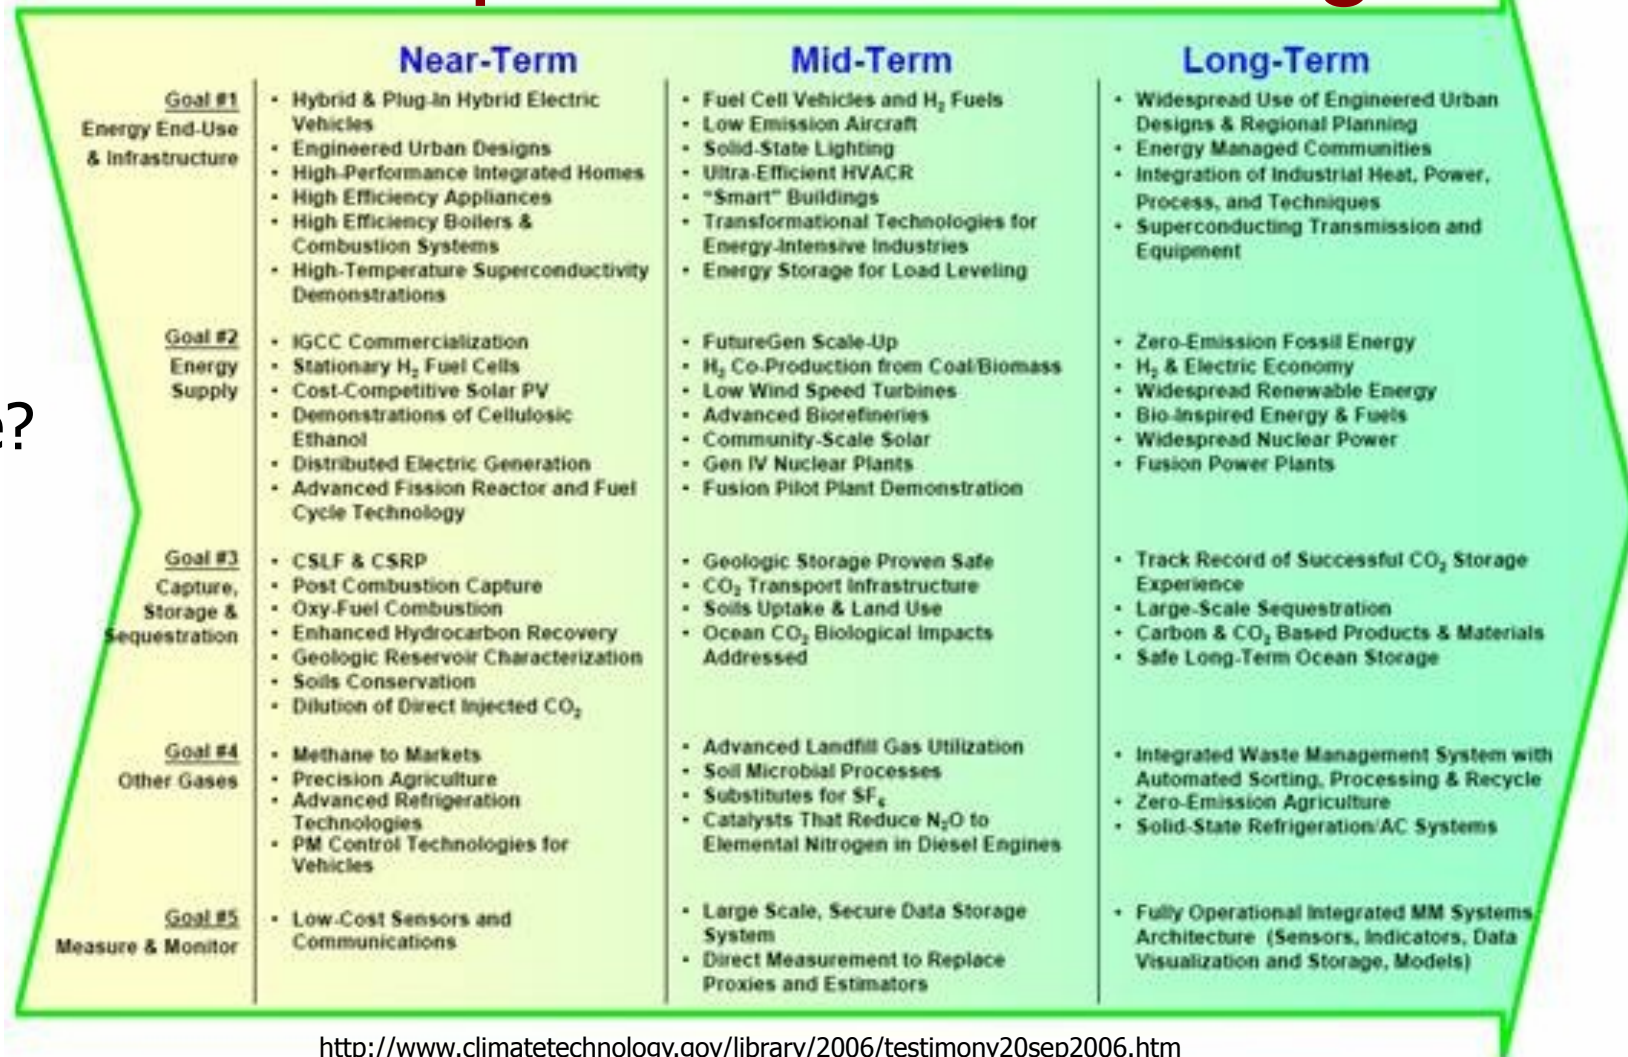 Near-Term
Mid-Term
Long-Term
Goal #1
Energy End-Use
& Infrastructure
• Hybrid & Plug-In Hybrid Electric
Vehicles
• Engineered Urban Designs
• High-Performance Integrated Homes
• High Efficiency Appliances
• High Efficiency Boilers &
Combustion Systems
• High-Temperature Superconductivity
Demonstrations
• Fuel Cell Vehicles and H₂ Fuels
• Low Emission Aircraft
• Solid-State Lighting
• Ultra-Efficient HVACR
• “Smart” Buildings
• Transformational Technologies for
Energy-Intensive Industries
• Energy Storage for Load Leveling
• Widespread Use of Engineered Urban
Designs & Regional Planning
• Energy Managed Communities
• Integration of Industrial Heat, Power,
Process, and Techniques
• Superconducting Transmission and
Equipment
Goal #2
Energy
Supply
• IGCC Commercialization
• Stationary H₂ Fuel Cells
• Cost-Competitive Solar PV
• Demonstrations of Cellulosic
Ethanol
• Distributed Electric Generation
• Advanced Fission Reactor and Fuel
Cycle Technology
• FutureGen Scale-Up
• H₂ Co-Production from Coal/Biomass
• Low Wind Speed Turbines
• Advanced Biorefineries
• Community-Scale Solar
• Gen IV Nuclear Plants
• Fusion Pilot Plant Demonstration
• Zero-Emission Fossil Energy
• H₂ & Electric Economy
• Widespread Renewable Energy
• Bio-Inspired Energy & Fuels
• Widespread Nuclear Power
• Fusion Power Plants
e?
Goal #3
Capture,
Storage &
Sequestration
• CSLF & CSRP
• Post Combustion Capture
• Oxy-Fuel Combustion
• Enhanced Hydrocarbon Recovery
• Geologic Reservoir Characterization
• Soils Conservation
• Dilution of Direct Injected CO₂
• Geologic Storage Proven Safe
• CO₂ Transport Infrastructure
• Soils Uptake & Land Use
• Ocean CO₂ Biological Impacts
Addressed
• Track Record of Successful CO₂ Storage
Experience
• Large-Scale Sequestration
• Carbon & CO₂ Based Products & Materials
• Safe Long-Term Ocean Storage
Goal #4
Other Gases
• Methane to Markets
• Precision Agriculture
• Advanced Refrigeration
Technologies
• PM Control Technologies for
Vehicles
• Advanced Landfill Gas Utilization
• Soil Microbial Processes
• Substitutes for SF₆
• Catalysts That Reduce N₂O to
Elemental Nitrogen in Diesel Engines
• Integrated Waste Management System with
Automated Sorting, Processing & Recycle
• Zero-Emission Agriculture
• Solid-State Refrigeration/AC Systems
Goal #5
Measure & Monitor
• Low-Cost Sensors and
Communications
• Large Scale, Secure Data Storage
System
• Direct Measurement to Replace
Proxies and Estimators
• Fully Operational Integrated MM Systems
Architecture (Sensors, Indicators, Data
Visualization and Storage, Models)
http://www.climatetechnology.gov/library/2006/testimony20sep2006.htm